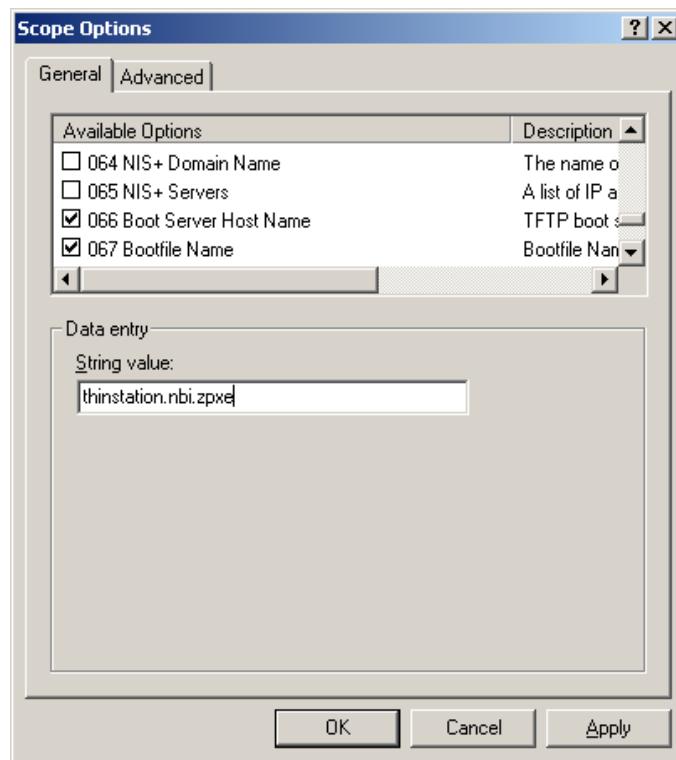 Scope Options
General Advanced
Available Options Description
064 NIS+ Domain Name The name o
065 NIS+ Servers A list of IP a
066 Boot Server Host Name TFTP boot s
067 Bootfile Name Bootfile Nan
Data entry
String value:
thinstation.nbi.zpxe
OK Cancel Apply